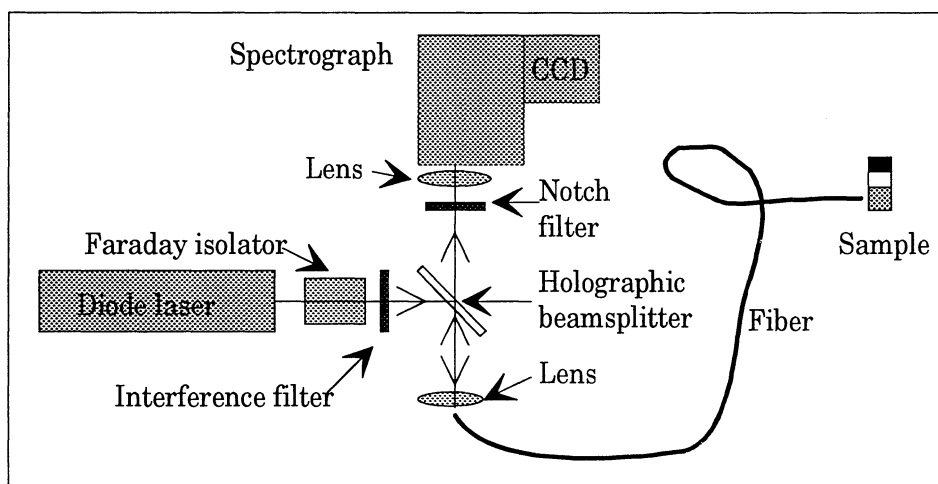 Spectrograph
CCD
Lens
Notch
filter
Sample
Faraday isolator
Diode laser
Holographic
beamsplitter
Fiber
Interference filter
Lens